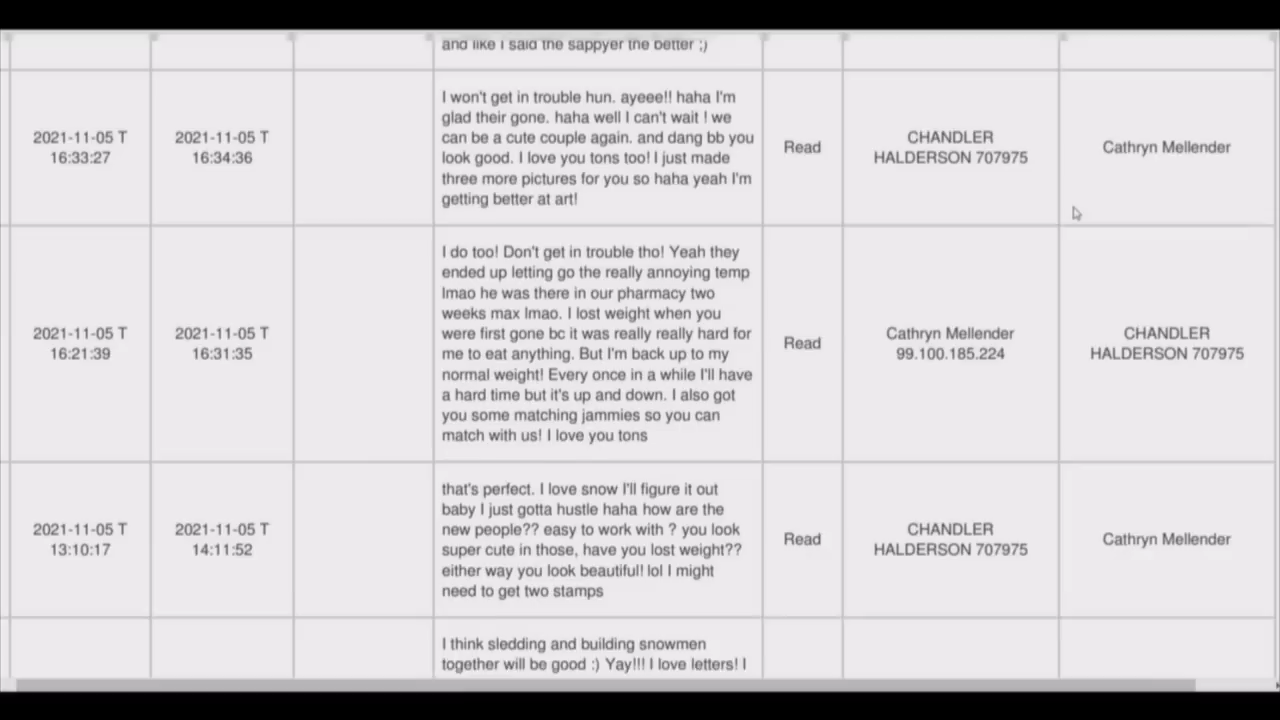 and like I said the sappyer the better ;)
2021-11-05 T
16:33:27
2021-11-05 T
16:34:36
I won't get in trouble hun. ayeee!! haha I'm
glad their gone. haha well I can't wait ! we
can be a cute couple again. and dang bb you
look good. I love you tons too! I just made
three more pictures for you so haha yeah I'm
getting better at art!
Read
CHANDLER
HALDERSON 707975
Cathryn Mellender
2021-11-05 T
16:21:39
2021-11-05 T
16:31:35
I do too! Don't get in trouble tho! Yeah they
ended up letting go the really annoying temp
lmao he was there in our pharmacy two
weeks max lmao. I lost weight when you
were first gone bc it was really really hard for
me to eat anything. But I'm back up to my
normal weight! Every once in a while I'll have
a hard time but it's up and down. I also got
you some matching jammies so you can
match with us! I love you tons
Read
Cathryn Mellender
99.100.185.224
CHANDLER
HALDERSON 707975
2021-11-05 T
13:10:17
2021-11-05 T
14:11:52
that's perfect. I love snow I'll figure it out
baby I just gotta hustle haha how are the
new people?? easy to work with ? you look
super cute in those, have you lost weight??
either way you look beautiful! lol I might
need to get two stamps
Read
CHANDLER
HALDERSON 707975
Cathryn Mellender
I think sledding and building snowmen
together will be good :) Yay!!! I love letters! I